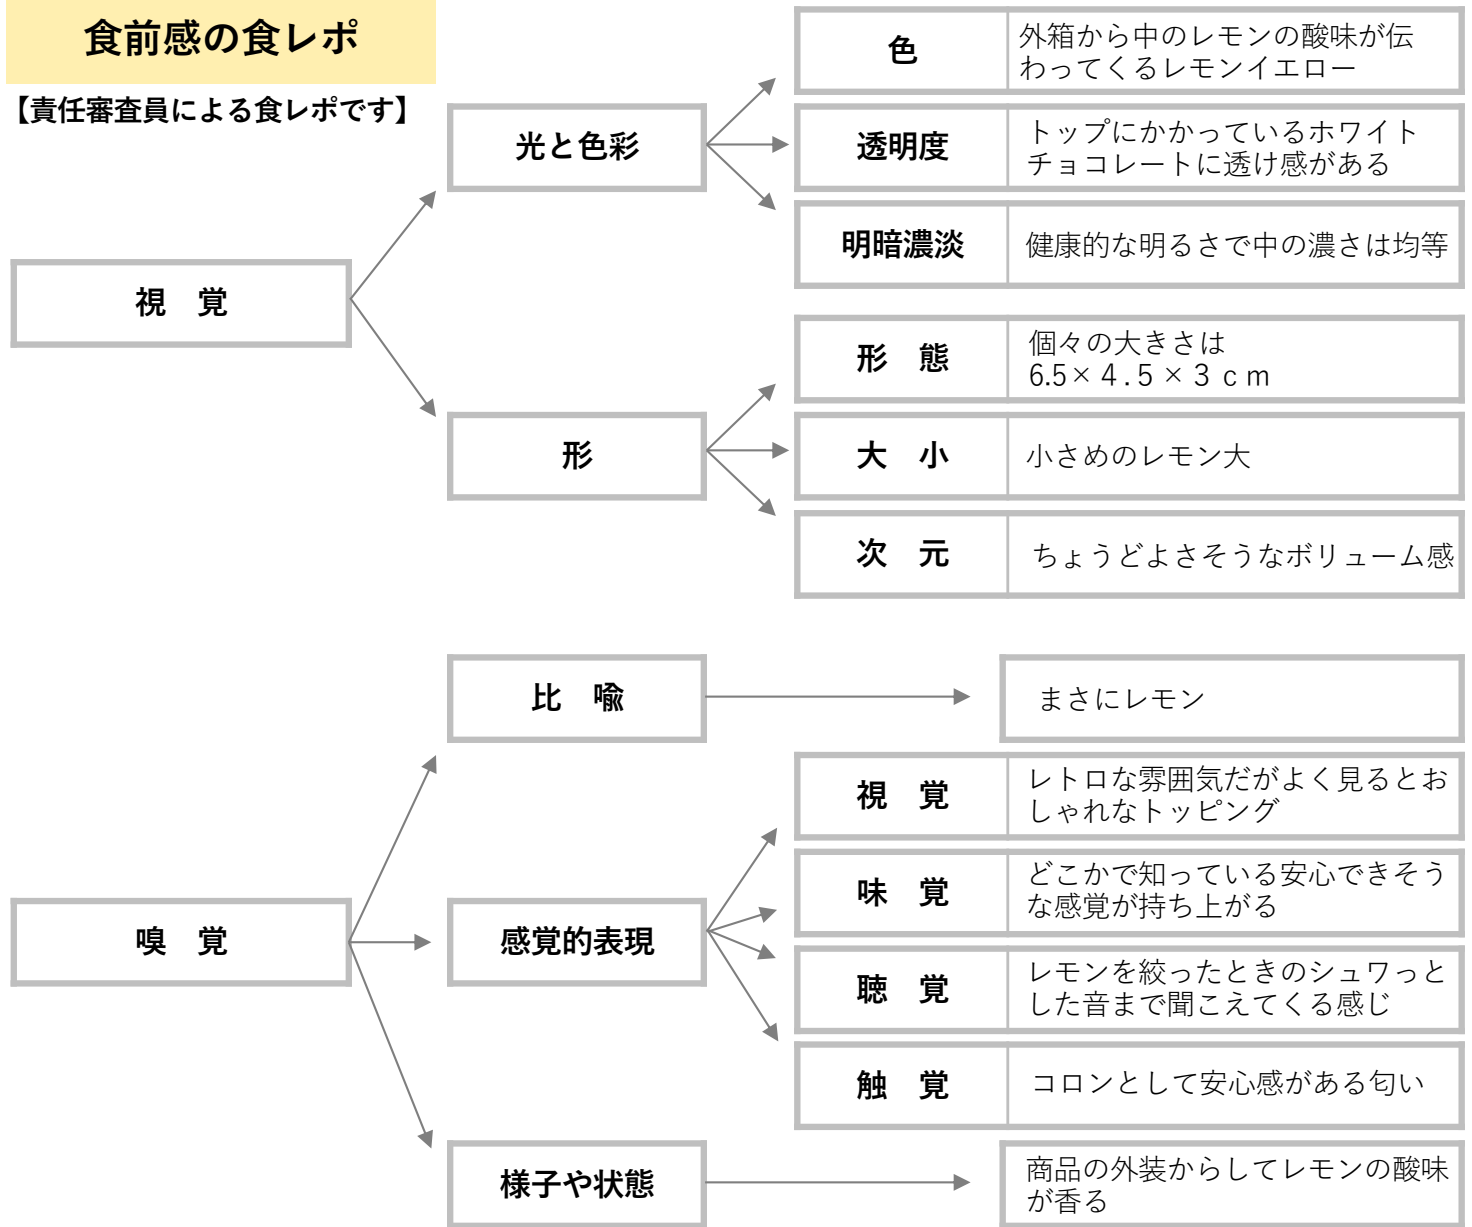 食前感の食レポ
【責任審査員による食レポです】
視　覚
光と色彩
色
外箱から中のレモンの酸味が伝
わってくるレモンイエロー
透明度
トップにかかっているホワイト
チョコレートに透け感がある
明暗濃淡
健康的な明るさで中の濃さは均等
形
形　態
個々の大きさは
6.5×４.５×３ｃｍ
大　小
小さめのレモン大
次　元
ちょうどよさそうなボリューム感
嗅　覚
比　喩
まさにレモン
感覚的表現
視　覚
レトロな雰囲気だがよく見るとお
しゃれなトッピング
味　覚
どこかで知っている安心できそう
な感覚が持ち上がる
聴　覚
レモンを絞ったときのシュワっと
した音まで聞こえてくる感じ
触　覚
コロンとして安心感がある匂い
様子や状態
商品の外装からしてレモンの酸味
が香る